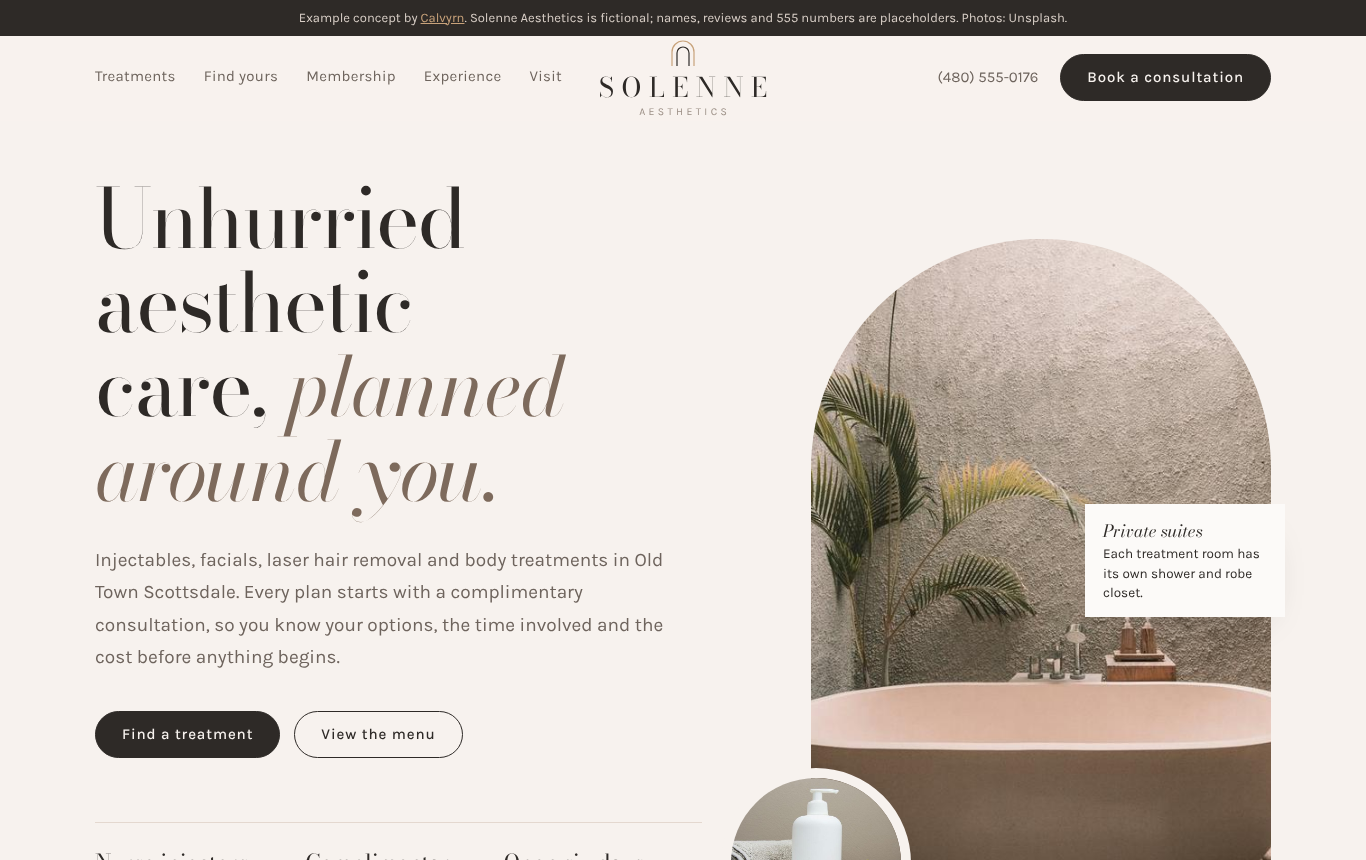 Example concept by Calvyrn. Solenne Aesthetics is fictional; names, reviews and 555 numbers are placeholders. Photos: Unsplash.
Treatments Find yours Membership Experience Visit
SOLENNE
AESTHETICS
(480) 555-0176 Book a consultation
Unhurried
aesthetic
care, planned
around you.
Injectables, facials, laser hair removal and body treatments in Old
Town Scottsdale. Every plan starts with a complimentary
consultation, so you know your options, the time involved and the
cost before anything begins.
Find a treatment View the menu
Private suites
Each treatment room has
its own shower and robe
closet.